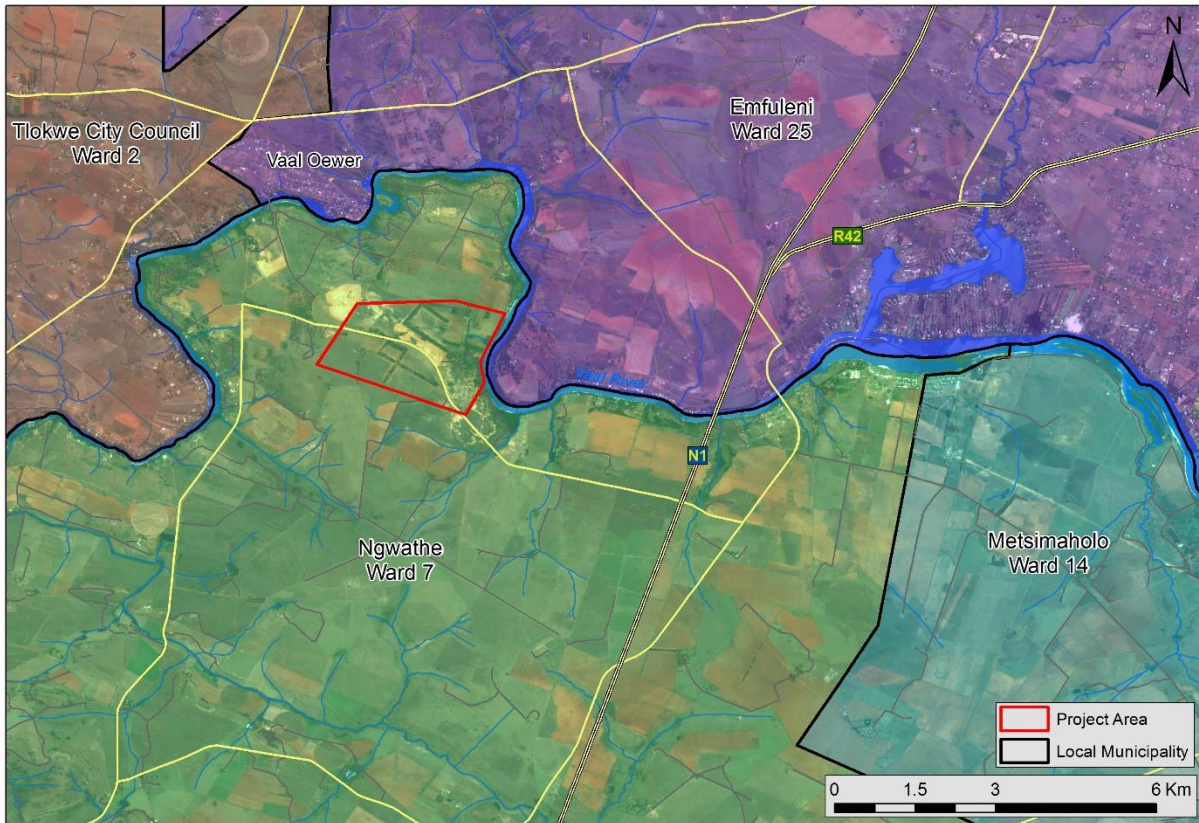 N
Emfuleni
Ward 25
Tlokwe City Council
Ward 2
Vaal Oewer
R42
Vaal River
N1
Ngwathe
Ward 7
Metsimaholo
Ward 14
Project Area
Local Municipality
0 1.5 3 6 Km